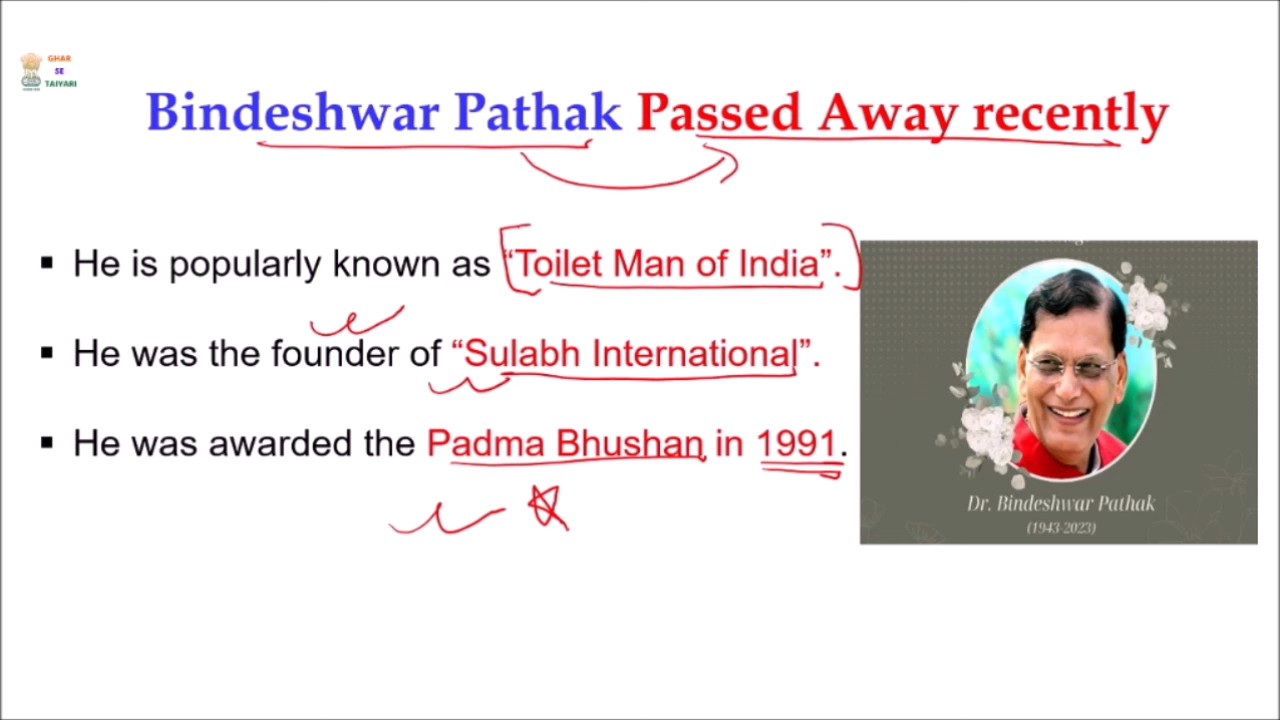 GHAR
SE
TAIYARI
Bindeshwar Pathak Passed Away recently
▪ He is popularly known as “Toilet Man of India”.
▪ He was the founder of “Sulabh International”.
▪ He was awarded the Padma Bhushan in 1991.
Dr. Bindeshwar Pathak
(1943-2023)